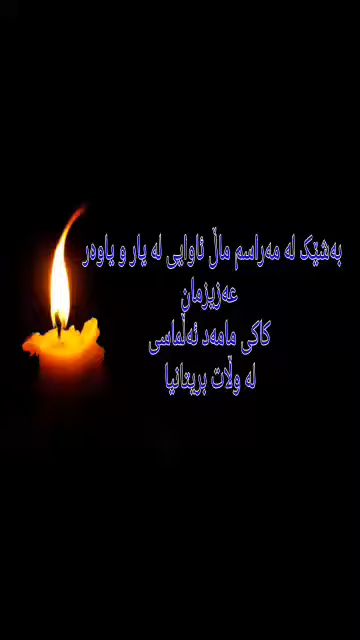 بەشێک لە مەراسم ماڵ ئاوایی لە یار و یاوەر
عەزیزمان
کاکی مامەد ئەڵماسی
لە وڵات بریتانیا